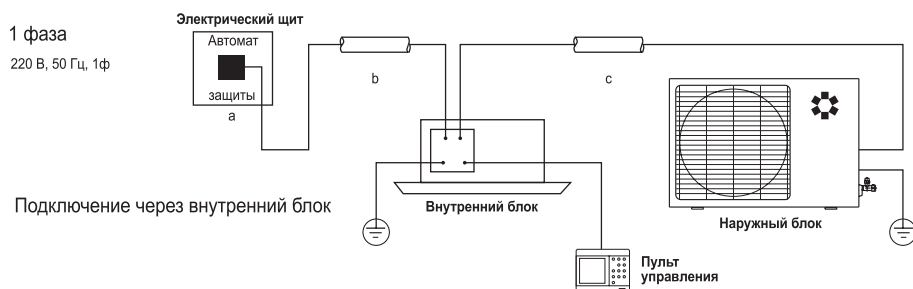 Электрический щит
1 фаза
Автомат
220 В, 50 Гц, 1ф
защиты
a
b
c
Подключение через внутренний блок
Внутренний блок
Наружный блок
Пульт
управления